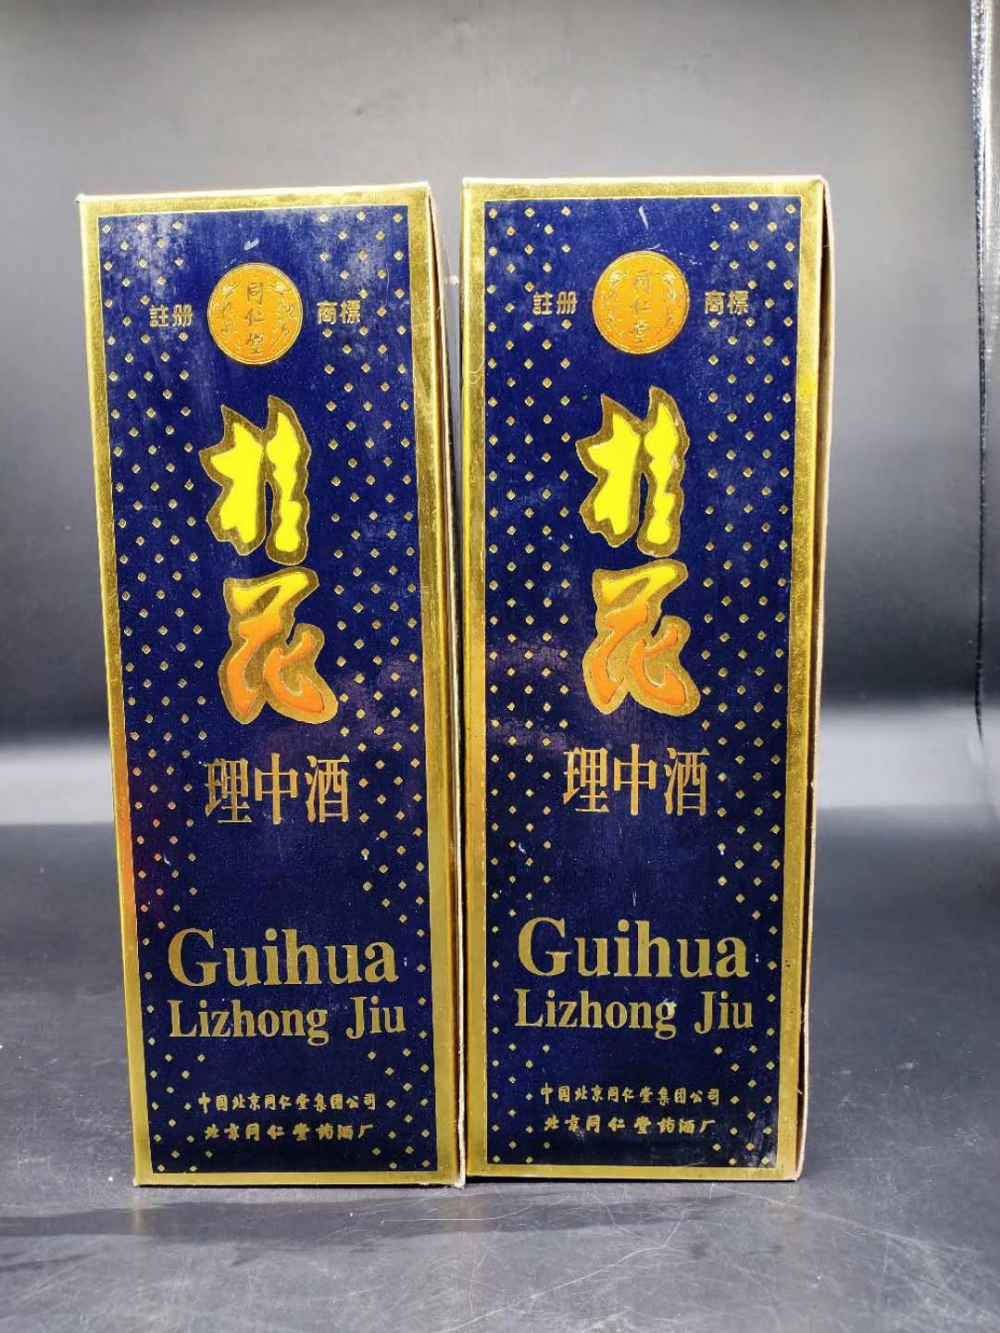 註册 同仁堂 商標
桂花
理中酒
Guihua
Lizhong Jiu
中国北京同仁堂集团公司
北京同仁堂药酒厂
註册 同仁堂 商標
桂花
理中酒
Guihua
Lizhong Jiu
中国北京同仁堂集团公司
北京同仁堂药酒厂